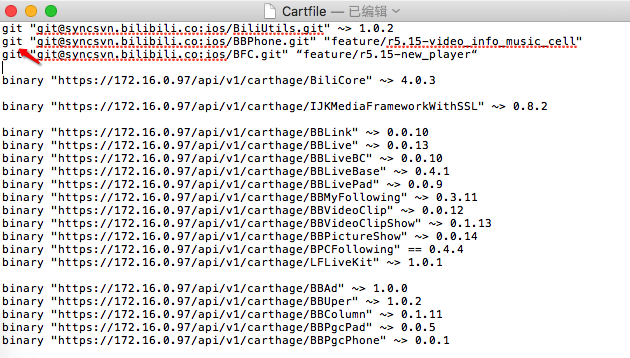 Cartfile — 已编辑
git "git@syncsvn.bilibili.co:ios/BiliUtils.git" ~> 1.0.2
git "git@syncsvn.bilibili.co:ios/BBPhone.git" "feature/r5.15-video_info_music_cell"
git "git@syncsvn.bilibili.co:ios/BFC.git" “feature/r5.15-new_player“
binary "https://172.16.0.97/api/v1/carthage/BiliCore" ~> 4.0.3
binary "https://172.16.0.97/api/v1/carthage/IJKMediaFrameworkWithSSL" ~> 0.8.2
binary "https://172.16.0.97/api/v1/carthage/BBLink" ~> 0.0.10
binary "https://172.16.0.97/api/v1/carthage/BBLive" ~> 0.0.13
binary "https://172.16.0.97/api/v1/carthage/BBLiveBC" ~> 0.0.10
binary "https://172.16.0.97/api/v1/carthage/BBLiveBase" ~> 0.4.1
binary "https://172.16.0.97/api/v1/carthage/BBLivePad" ~> 0.0.9
binary "https://172.16.0.97/api/v1/carthage/BBMyFollowing" ~> 0.3.11
binary "https://172.16.0.97/api/v1/carthage/BBVideoClip" ~> 0.0.12
binary "https://172.16.0.97/api/v1/carthage/BBVideoClipShow" ~> 0.1.13
binary "https://172.16.0.97/api/v1/carthage/BBPictureShow" ~> 0.0.14
binary "https://172.16.0.97/api/v1/carthage/BPCFollowing" == 0.4.4
binary "https://172.16.0.97/api/v1/carthage/LFLiveKit" ~> 1.0.1
binary "https://172.16.0.97/api/v1/carthage/BBAd" ~> 1.0.0
binary "https://172.16.0.97/api/v1/carthage/BBUper" ~> 1.0.2
binary "https://172.16.0.97/api/v1/carthage/BBColumn" ~> 0.1.11
binary "https://172.16.0.97/api/v1/carthage/BBPgcPad" ~> 0.0.5
binary "https://172.16.0.97/api/v1/carthage/BBPgcPhone" ~> 0.0.1